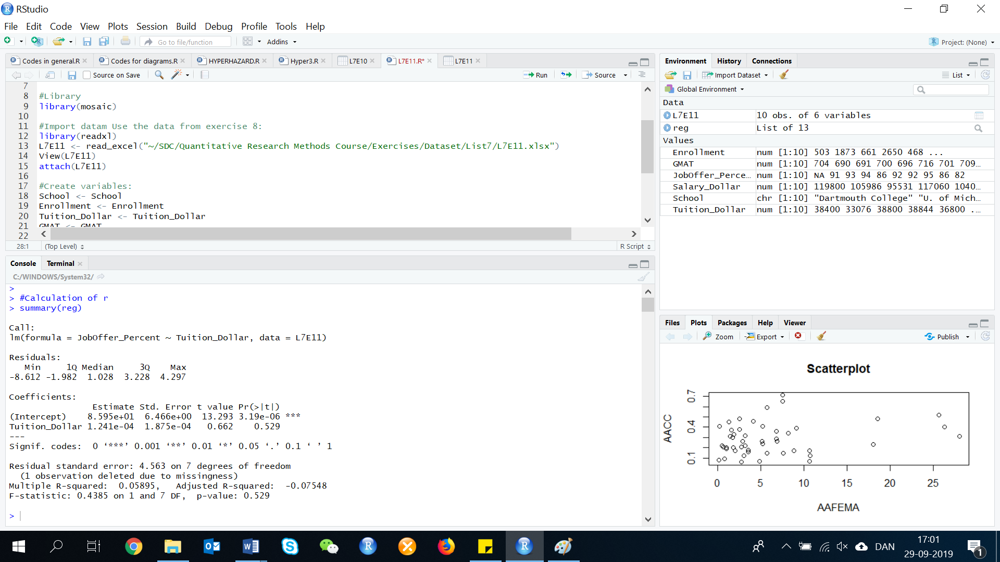 RStudio
File Edit Code View Plots Session Build Debug Profile Tools Help
Go to file/function Addins Project: (None)
Codes in general.R Codes for diagrams.R HYPERHAZARD.R Hyper3.R L7E10 L7E11.R* L7E11
Source on Save Run Source
7
8 #Library
9 library(mosaic)
10
11 #Import datam Use the data from exercise 8:
12 library(readxl)
13 L7E11 <- read_excel("~/SDC/Quantitative Research Methods Course/Exercises/Dataset/List7/L7E11.xlsx")
14 View(L7E11)
15 attach(L7E11)
16
17 #Create variables:
18 School <- School
19 Enrollment <- Enrollment
20 Tuition_Dollar <- Tuition_Dollar
21 GMAT <- GMAT
22
28:1 (Top Level) R Script
Console Terminal
C:/WINDOWS/System32/
>
> #Calculation of r
> summary(reg)
Call:
lm(formula = JobOffer_Percent ~ Tuition_Dollar, data = L7E11)
Residuals:
Min 1Q Median 3Q Max
-8.612 -1.982 1.028 3.228 4.297
Coefficients:
Estimate Std. Error t value Pr(>|t|)
(Intercept) 8.595e+01 6.466e+00 13.293 3.19e-06 ***
Tuition_Dollar 1.241e-04 1.875e-04 0.662 0.529
---
Signif. codes: 0 ‘***’ 0.001 ‘**’ 0.01 ‘*’ 0.05 ‘.’ 0.1 ‘ ’ 1
Residual standard error: 4.563 on 7 degrees of freedom
(1 observation deleted due to missingness)
Multiple R-squared: 0.05895, Adjusted R-squared: -0.07548
F-statistic: 0.4385 on 1 and 7 DF, p-value: 0.529
>
Environment History Connections
Import Dataset List
Global Environment
Data
L7E11 10 obs. of 6 variables
reg List of 13
Values
Enrollment num [1:10] 503 1873 661 2650 468 ...
GMAT num [1:10] 704 690 691 700 696 716 701 709…
JobOffer_Perce… num [1:10] NA 91 93 94 86 92 92 95 86 82
Salary_Dollar num [1:10] 119800 105986 95531 117060 1040…
School chr [1:10] "Dartmouth College" "U. of Mich…
Tuition_Dollar num [1:10] 38400 33076 38800 38844 36800 .…
Files Plots Packages Help Viewer
Zoom Export Publish
Scatterplot
AACC
0.7
0.4
0.1
0 5 10 15 20 25
AAFEMA
DAN
17:01
29-09-2019
1